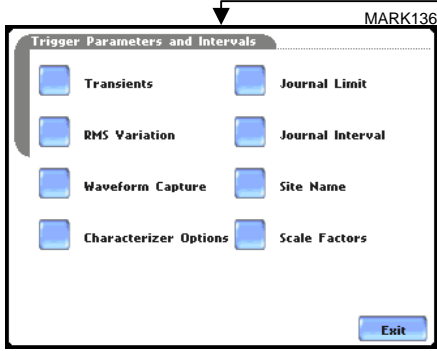 MARK136
Trigger Parameters and Intervals
Transients
Journal Limit
RMS Variation
Journal Interval
Waveform Capture
Site Name
Characterizer Options
Scale Factors
Exit